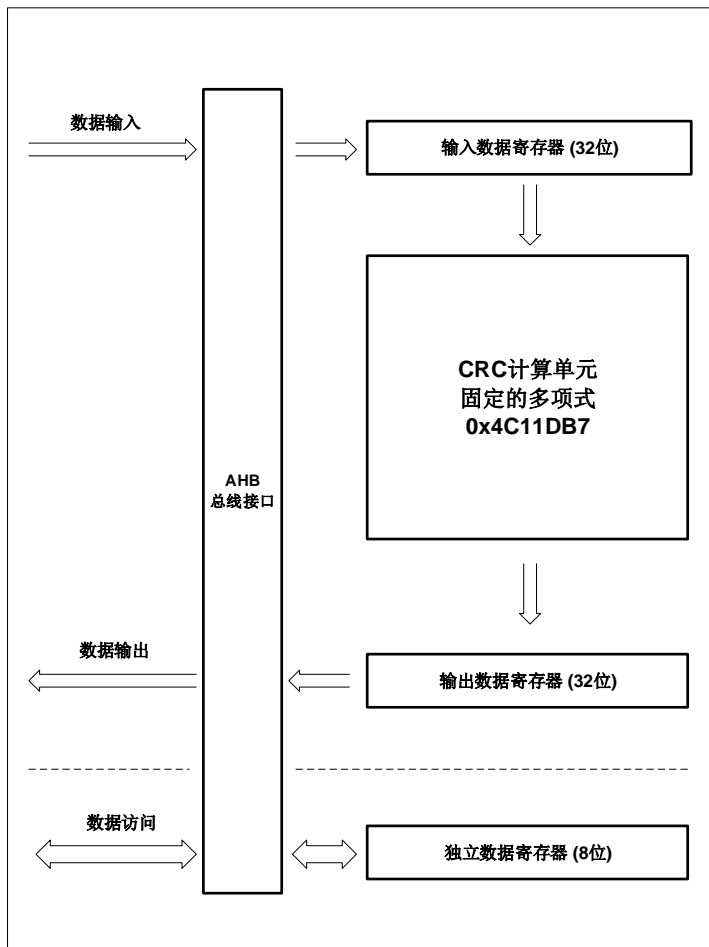 数据输入
输入数据寄存器 (32位)
CRC计算单元
固定的多项式
0x4C11DB7
AHB
总线接口
数据输出
输出数据寄存器 (32位)
数据访问
独立数据寄存器 (8位)